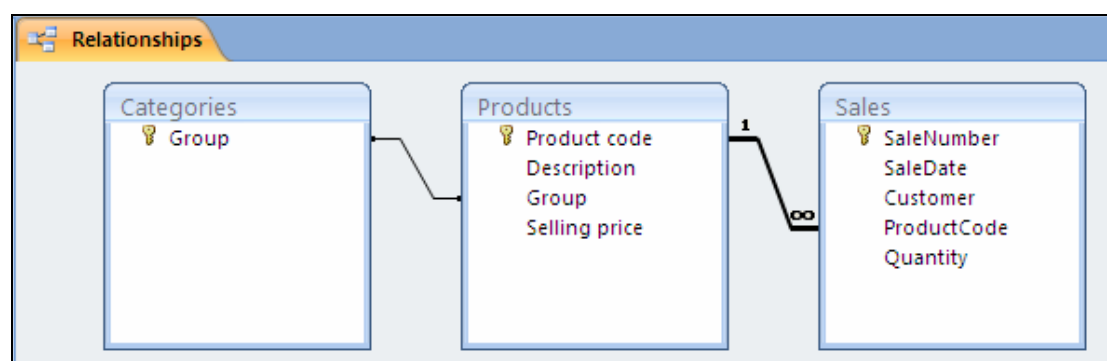 Relationships
Categories
Group
Products
Product code
Description
Group
Selling price
1
∞
Sales
SaleNumber
SaleDate
Customer
ProductCode
Quantity